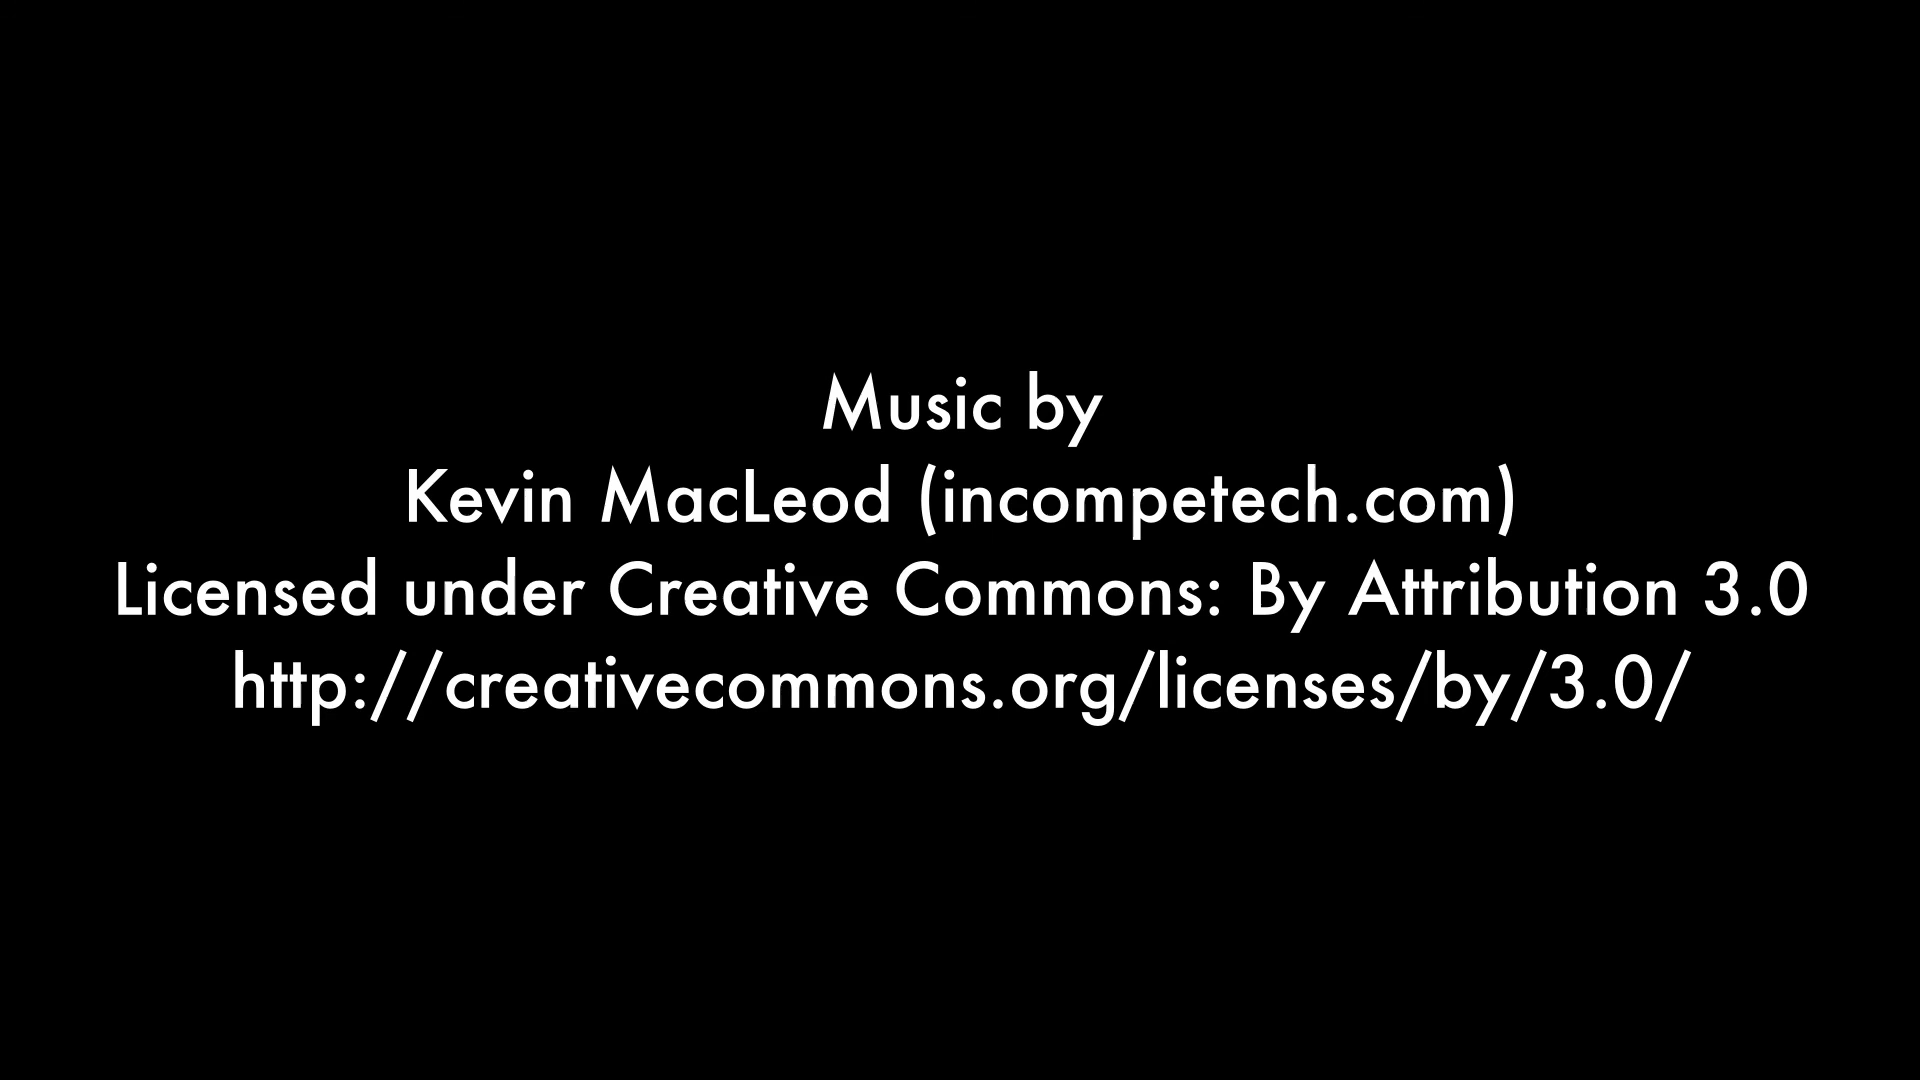 Music by
Kevin MacLeod (incompetech.com)
Licensed under Creative Commons: By Attribution 3.0
http://creativecommons.org/licenses/by/3.0/